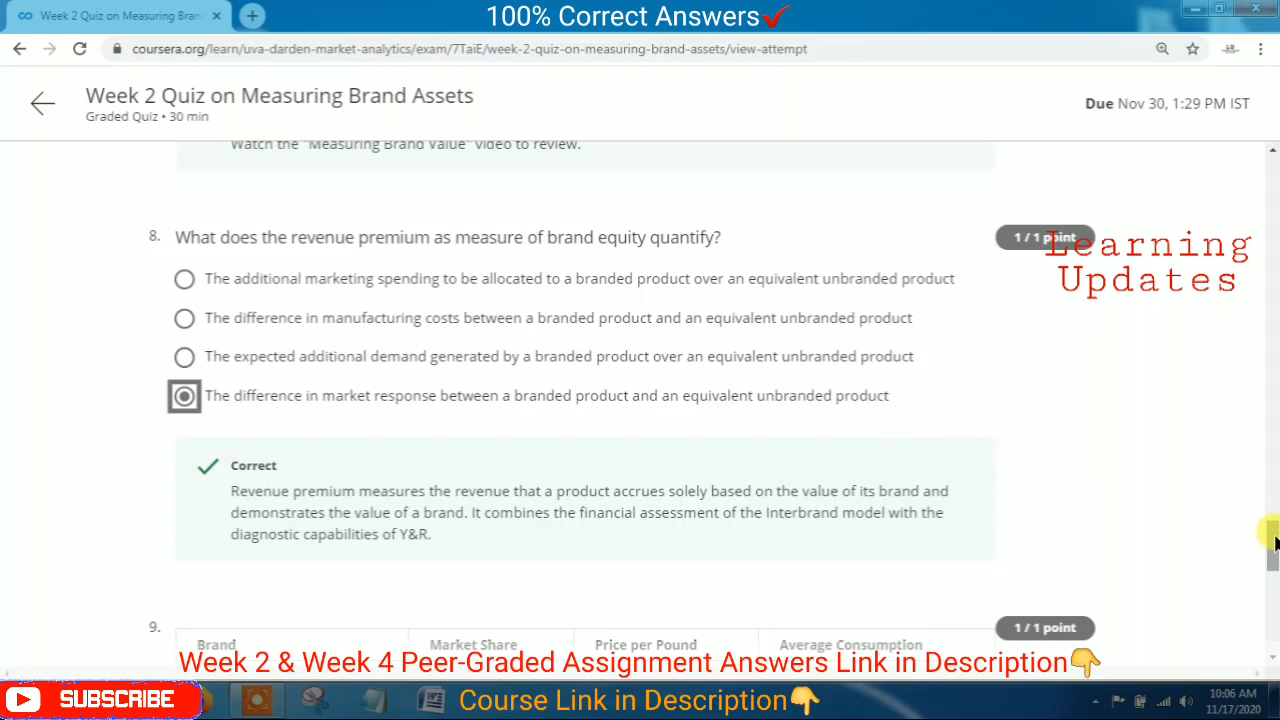 Week 2 Quiz on Measuring Bran
100% Correct Answers
coursera.org/learn/uva-darden-market-analytics/exam/7TaiE/week-2-quiz-on-measuring-brand-assets/view-attempt
Week 2 Quiz on Measuring Brand Assets
Graded Quiz • 30 min
Due Nov 30, 1:29 PM IST
Watch the "Measuring Brand Value" video to review.
8. What does the revenue premium as measure of brand equity quantify?
1 / 1 point
Learning
Updates
The additional marketing spending to be allocated to a branded product over an equivalent unbranded product
The difference in manufacturing costs between a branded product and an equivalent unbranded product
The expected additional demand generated by a branded product over an equivalent unbranded product
The difference in market response between a branded product and an equivalent unbranded product
Correct
Revenue premium measures the revenue that a product accrues solely based on the value of its brand and
demonstrates the value of a brand. It combines the financial assessment of the Interbrand model with the
diagnostic capabilities of Y&R.
9.
1 / 1 point
Brand Market Share Price per Pound Average Consumption
Week 2 & Week 4 Peer-Graded Assignment Answers Link in Description👇
SUBSCRIBE
Course Link in Description👇
10:06 AM
11/17/2020